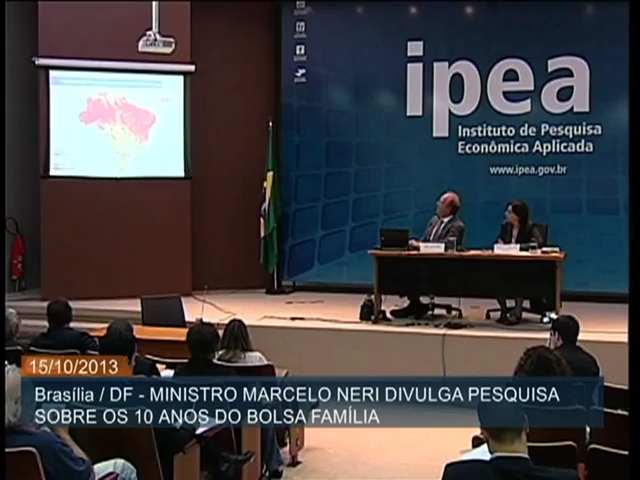 ipea
Instituto de Pesquisa
Econômica Aplicada
www.ipea.gov.br
15/10/2013
Brasília / DF - MINISTRO MARCELO NERI DIVULGA PESQUISA
SOBRE OS 10 ANOS DO BOLSA FAMÍLIA